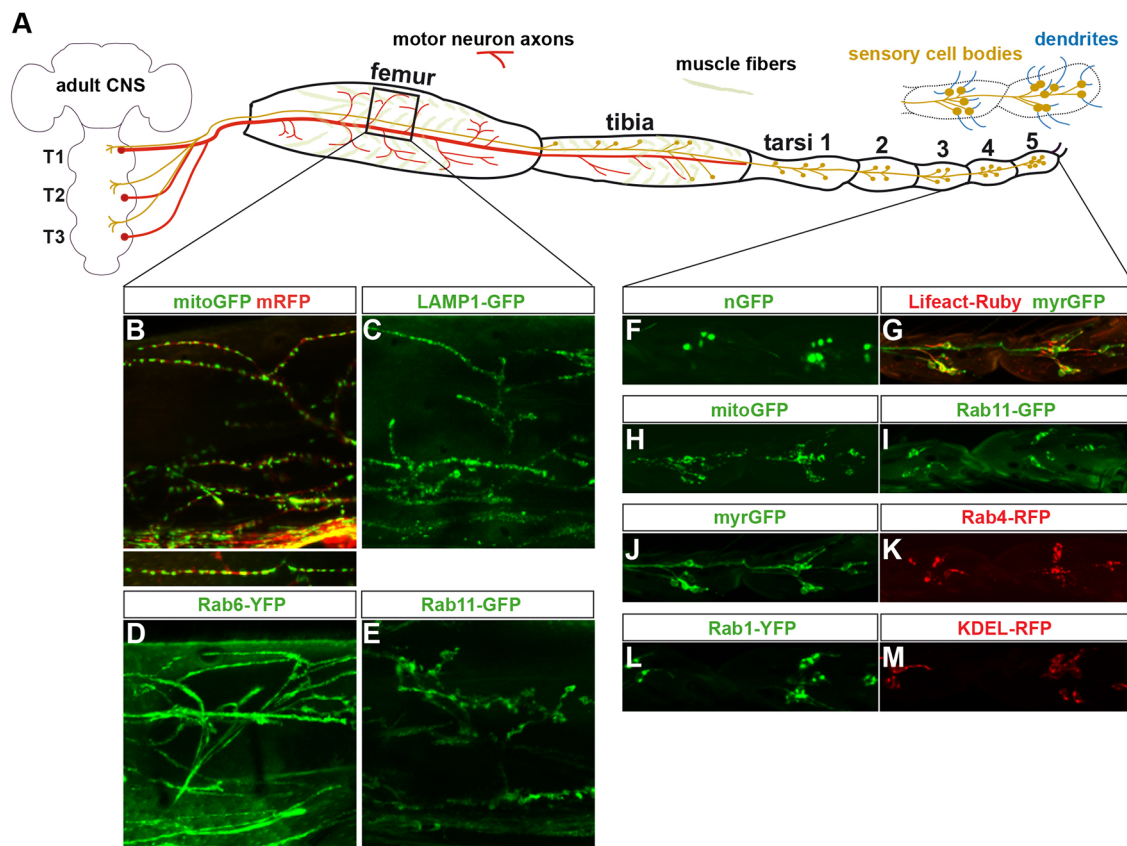 A
motor neuron axons
dendrites
sensory cell bodies
adult CNS
femur
muscle fibers
tibia
tarsi 1
2
3
4
5
T1
T2
T3
mitoGFP mRFP
LAMP1-GFP
B
C
Rab6-YFP
Rab11-GFP
D
E
nGFP
Lifeact-Ruby myrGFP
F
G
mitoGFP
Rab11-GFP
H
I
myrGFP
Rab4-RFP
J
K
Rab1-YFP
KDEL-RFP
L
M